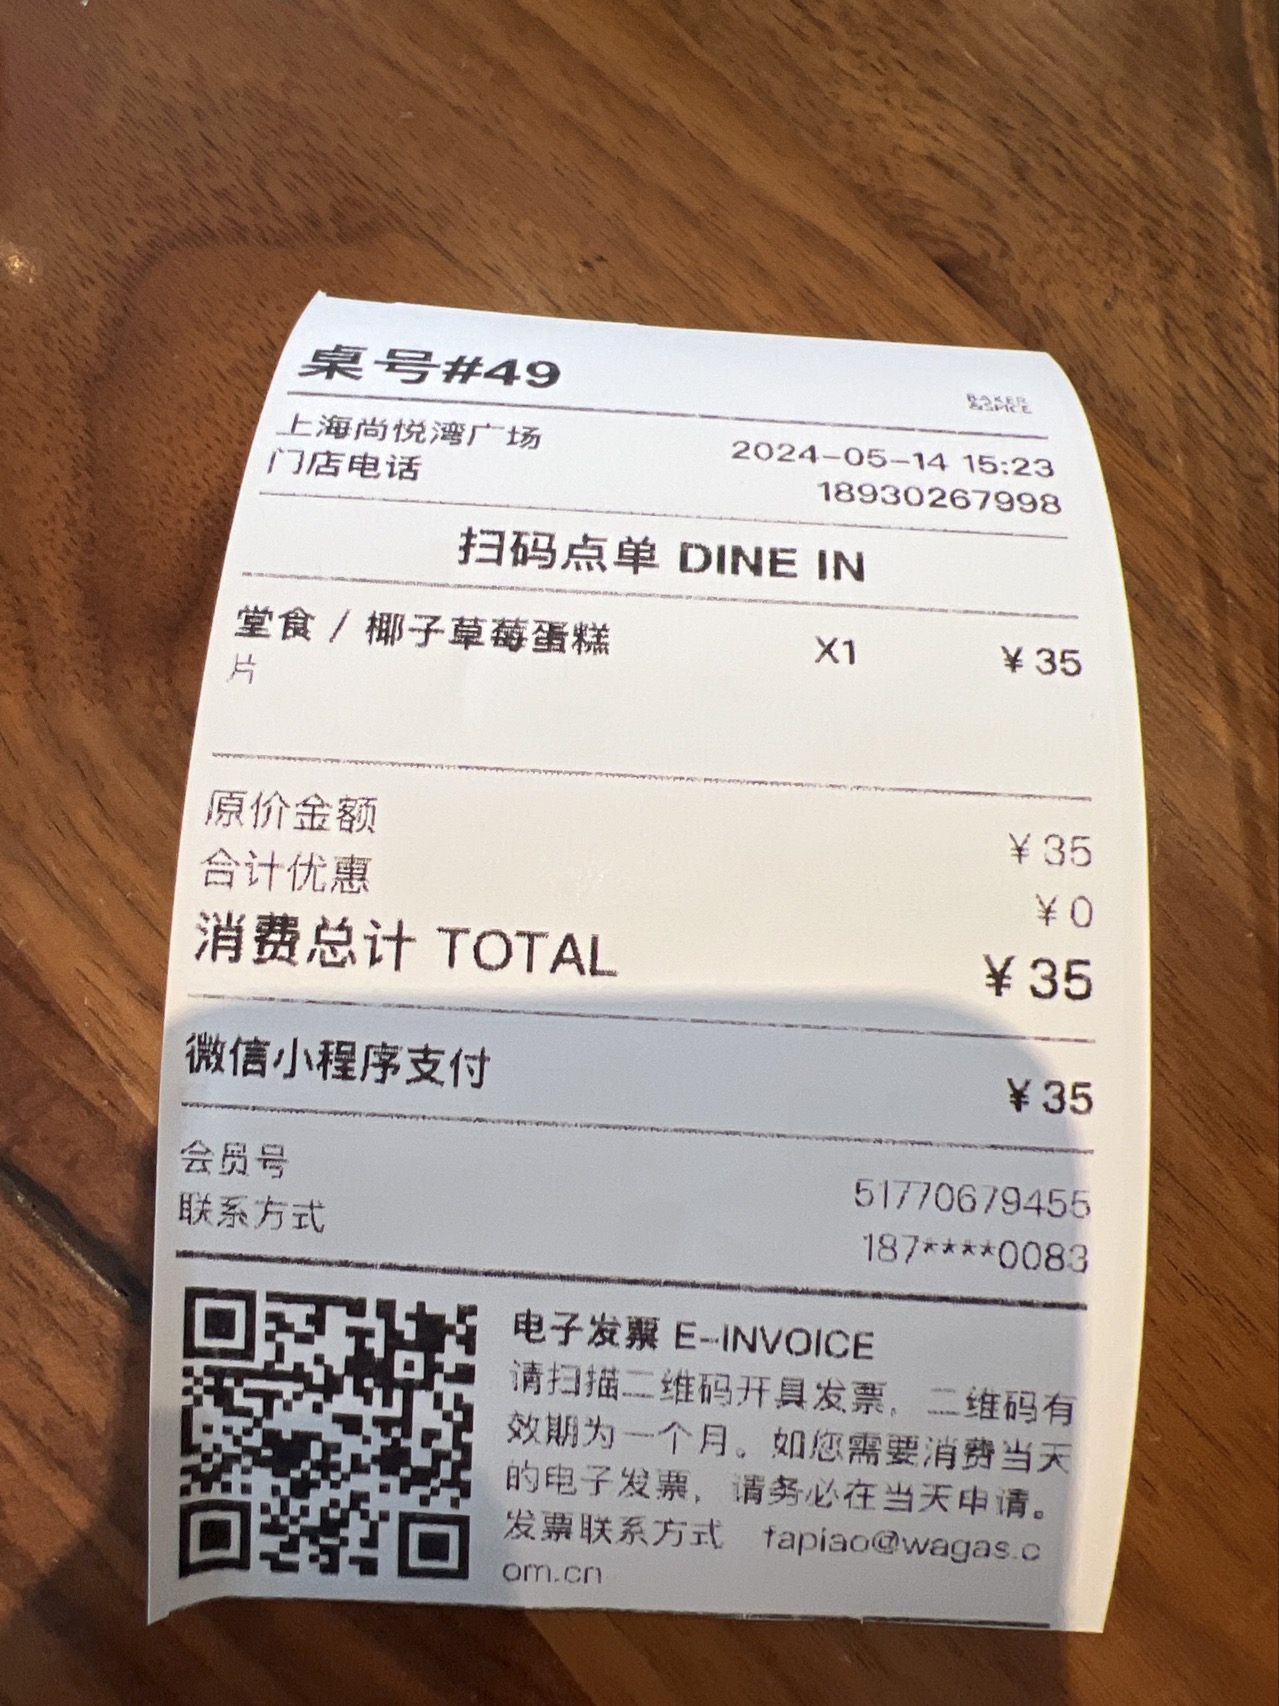 桌号#49
BAKER
&SPICE
上海尚悦湾广场 2024-05-14 15:23
门店电话 18930267998
扫码点单 DINE IN
堂食 / 椰子草莓蛋糕 X1 ¥35
片
原价金额 ¥35
合计优惠 ¥0
消费总计 TOTAL ¥35
微信小程序支付 ¥35
会员号 51770679455
联系方式 187****0083
电子发票 E-INVOICE
请扫描二维码开具发票，二维码有
效期为一个月。如您需要消费当天
的电子发票，请务必在当天申请。
发票联系方式 fapiao@wagas.c
om.cn